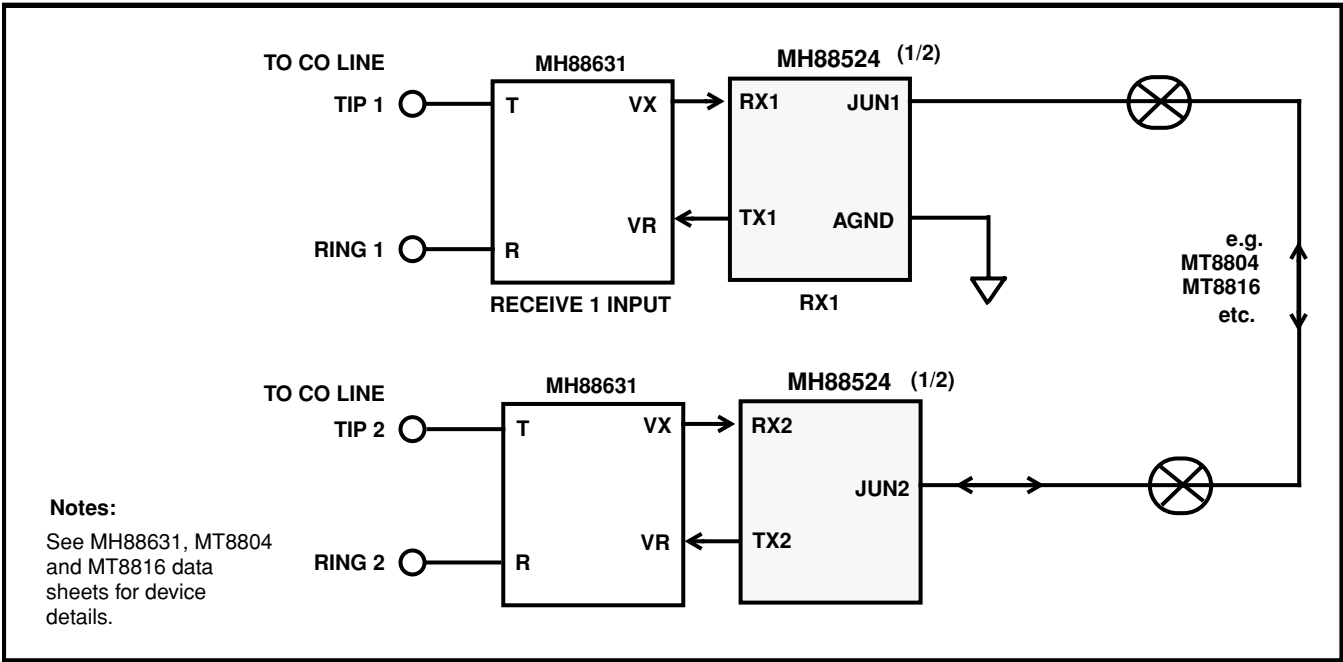 TO CO LINE
MH88631
MH88524 (1/2)
TIP 1
T
VX
RX1
JUN1
VR
TX1
AGND
RING 1
R
RECEIVE 1 INPUT
RX1
e.g.
MT8804
MT8816
etc.
TO CO LINE
MH88631
MH88524 (1/2)
TIP 2
T
VX
RX2
JUN2
VR
TX2
RING 2
R
Notes:
See MH88631, MT8804
and MT8816 data
sheets for device
details.